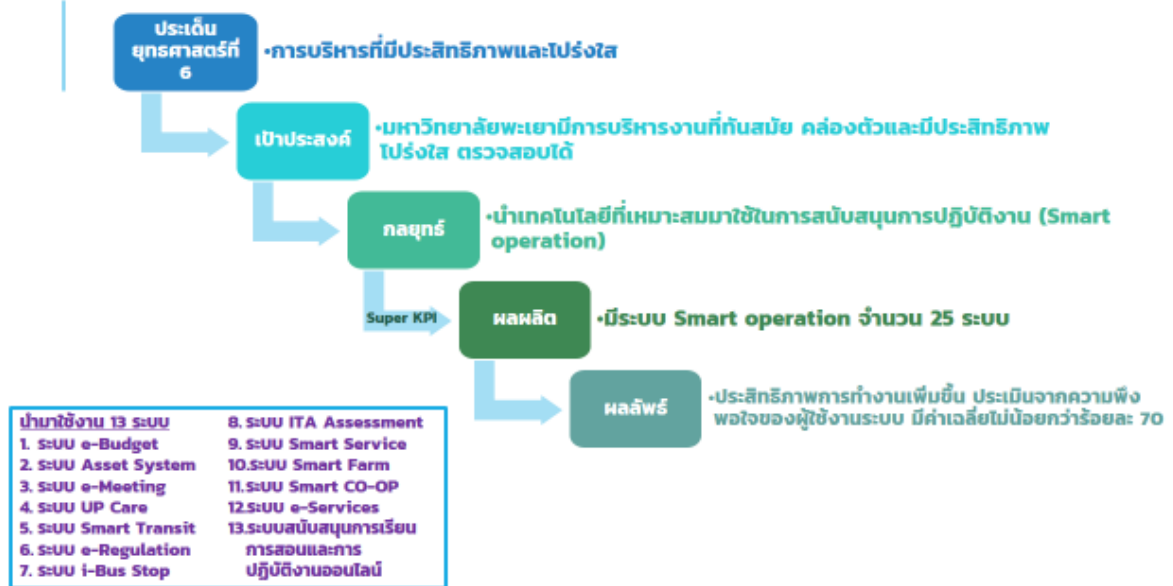 ประเด็น
ยุทธศาสตร์ที่
6
•การบริหารที่มีประสิทธิภาพและโปร่งใส
เป้าประสงค์
•มหาวิทยาลัยพะเยามีการบริหารงานที่ทันสมัย คล่องตัวและมีประสิทธิภาพ
โปร่งใส ตรวจสอบได้
กลยุทธ์
•นำเทคโนโลยีที่เหมาะสมมาใช้ในการสนับสนุนการปฏิบัติงาน (Smart
operation)
Super KPI
ผลผลิต
•มีระบบ Smart operation จำนวน 25 ระบบ
ผลลัพธ์
•ประสิทธิภาพการทำงานเพิ่มขึ้น ประเมินจากความพึง
พอใจของผู้ใช้งานระบบ มีค่าเฉลี่ยไม่น้อยกว่าร้อยละ 70
นำมาใช้งาน 13 ระบบ
1. ระบบ e-Budget
2. ระบบ Asset System
3. ระบบ e-Meeting
4. ระบบ UP Care
5. ระบบ Smart Transit
6. ระบบ e-Regulation
7. ระบบ i-Bus Stop
8. ระบบ ITA Assessment
9. ระบบ Smart Service
10.ระบบ Smart Farm
11.ระบบ Smart CO-OP
12.ระบบ e-Services
13.ระบบสนับสนุนการเรียน
การสอนและการ
ปฏิบัติงานออนไลน์